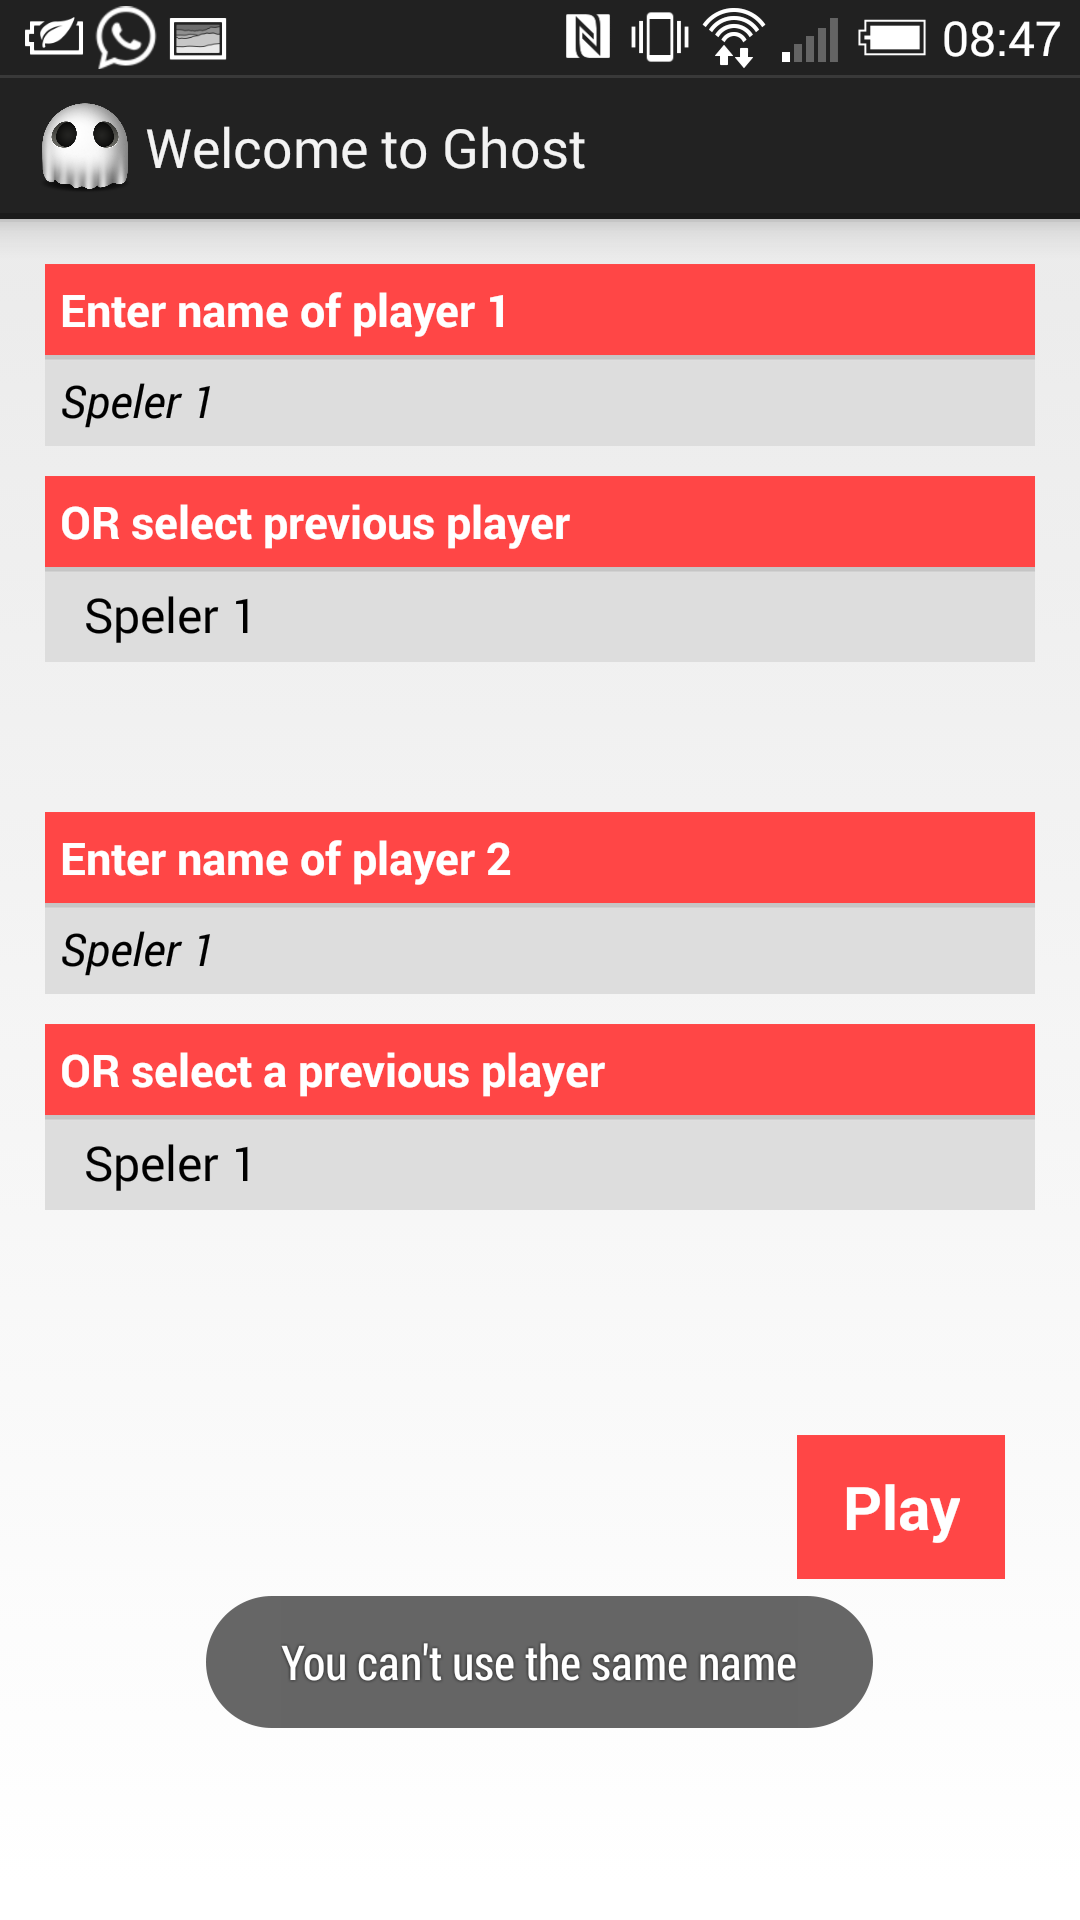 08:47
Welcome to Ghost
Enter name of player 1
Speler 1
OR select previous player
Speler 1
Enter name of player 2
Speler 1
OR select a previous player
Speler 1
Play
You can't use the same name